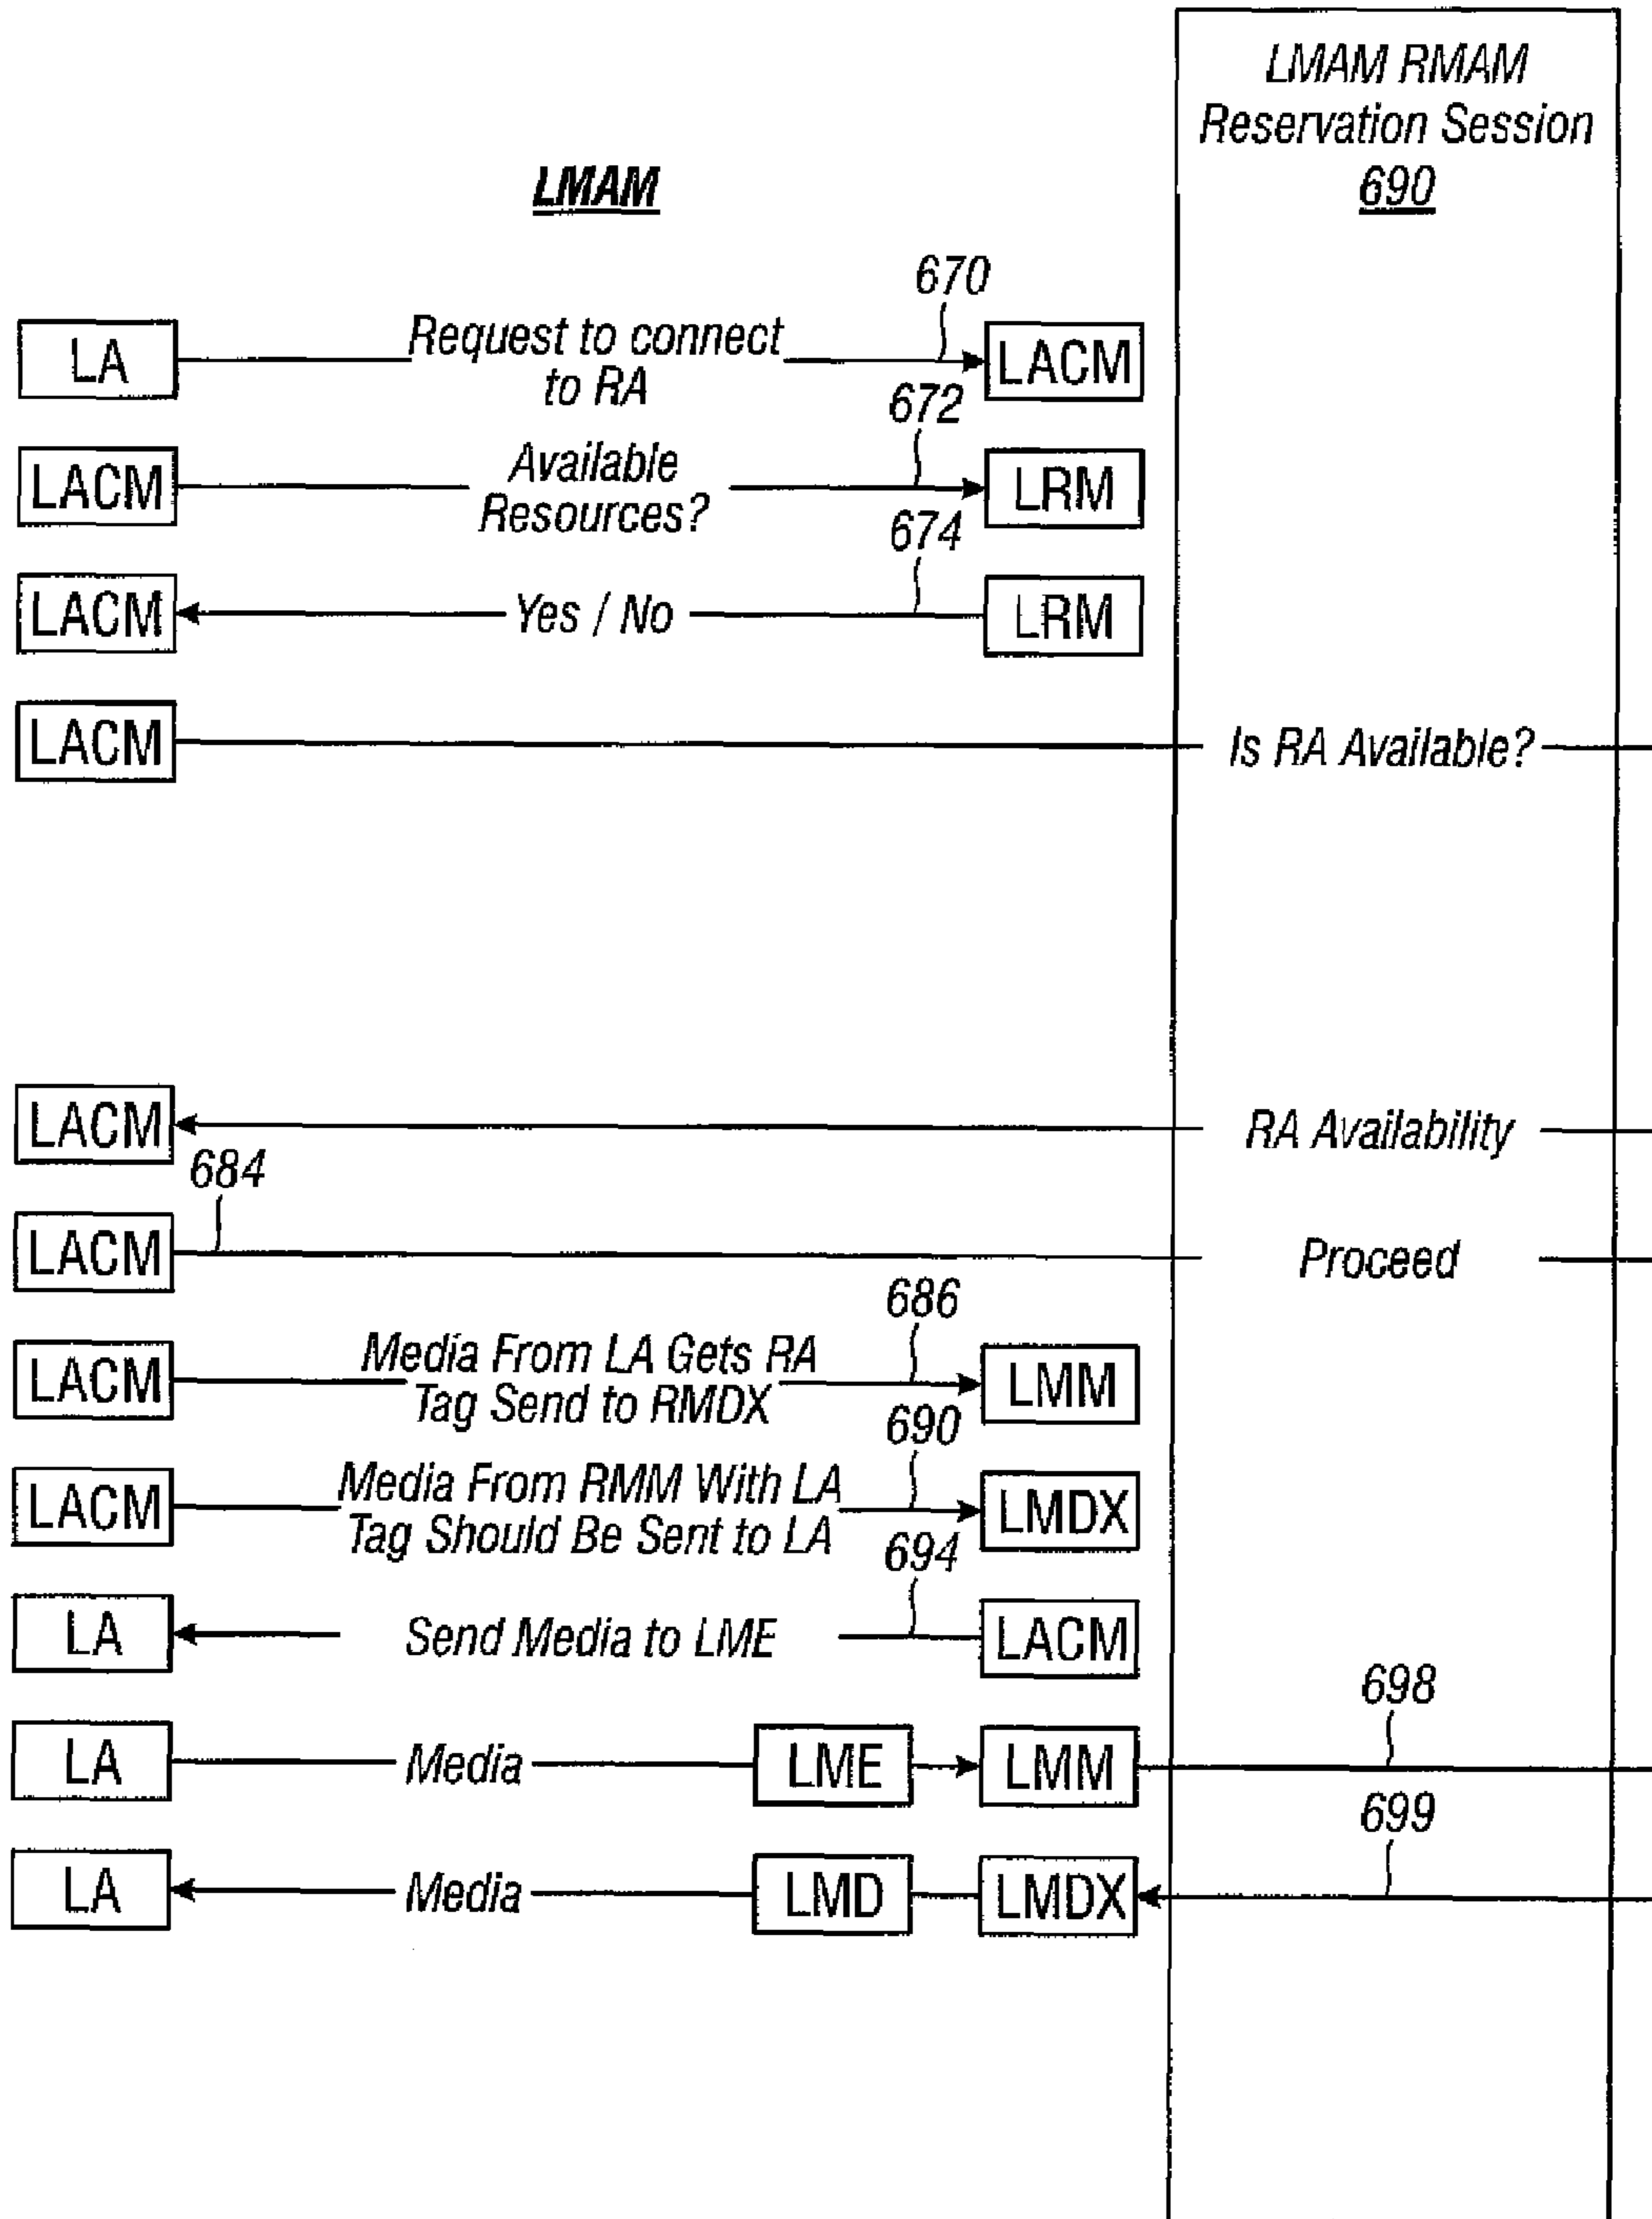 LMAM RMAM
Reservation Session
690
LMAM
670
LA Request to connect LACM
to RA
672
LACM Available LRM
Resources?
674
LACM Yes / No LRM
LACM Is RA Available?
LACM RA Availability
684
LACM Proceed
686
LACM Media From LA Gets RA LMM
Tag Send to RMDX
690
LACM Media From RMM With LA LMDX
Tag Should Be Sent to LA
694
LA Send Media to LME LACM
698
LA Media LME LMM
699
LA Media LMD LMDX